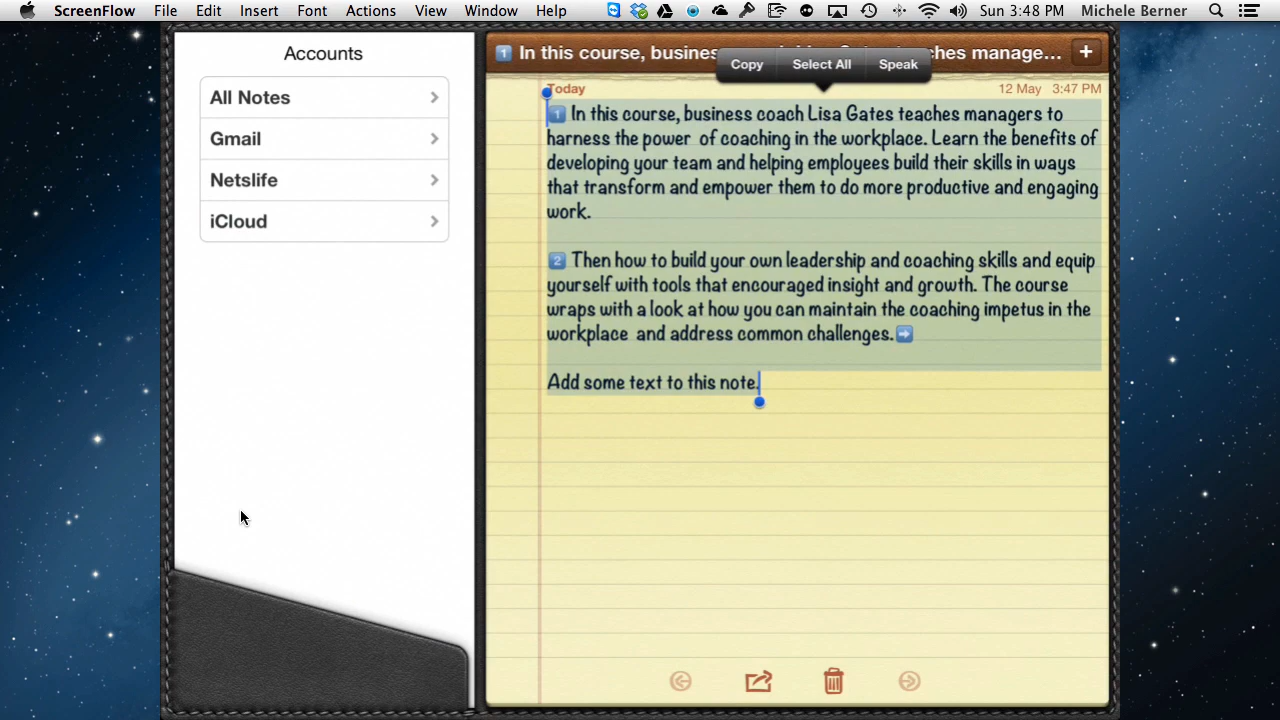 ScreenFlow File Edit Insert Font Actions View Window Help Sun 3:48 PM Michele Berner
Accounts
All Notes
Gmail
Netslife
iCloud
1 In this course, busines manage...
+
Copy Select All Speak
Today 12 May 3:47 PM
1 In this course, business coach Lisa Gates teaches managers to
harness the power of coaching in the workplace. Learn the benefits of
developing your team and helping employees build their skills in ways
that transform and empower them to do more productive and engaging
work.
2 Then how to build your own leadership and coaching skills and equip
yourself with tools that encouraged insight and growth. The course
wraps with a look at how you can maintain the coaching impetus in the
workplace and address common challenges.
Add some text to this note.